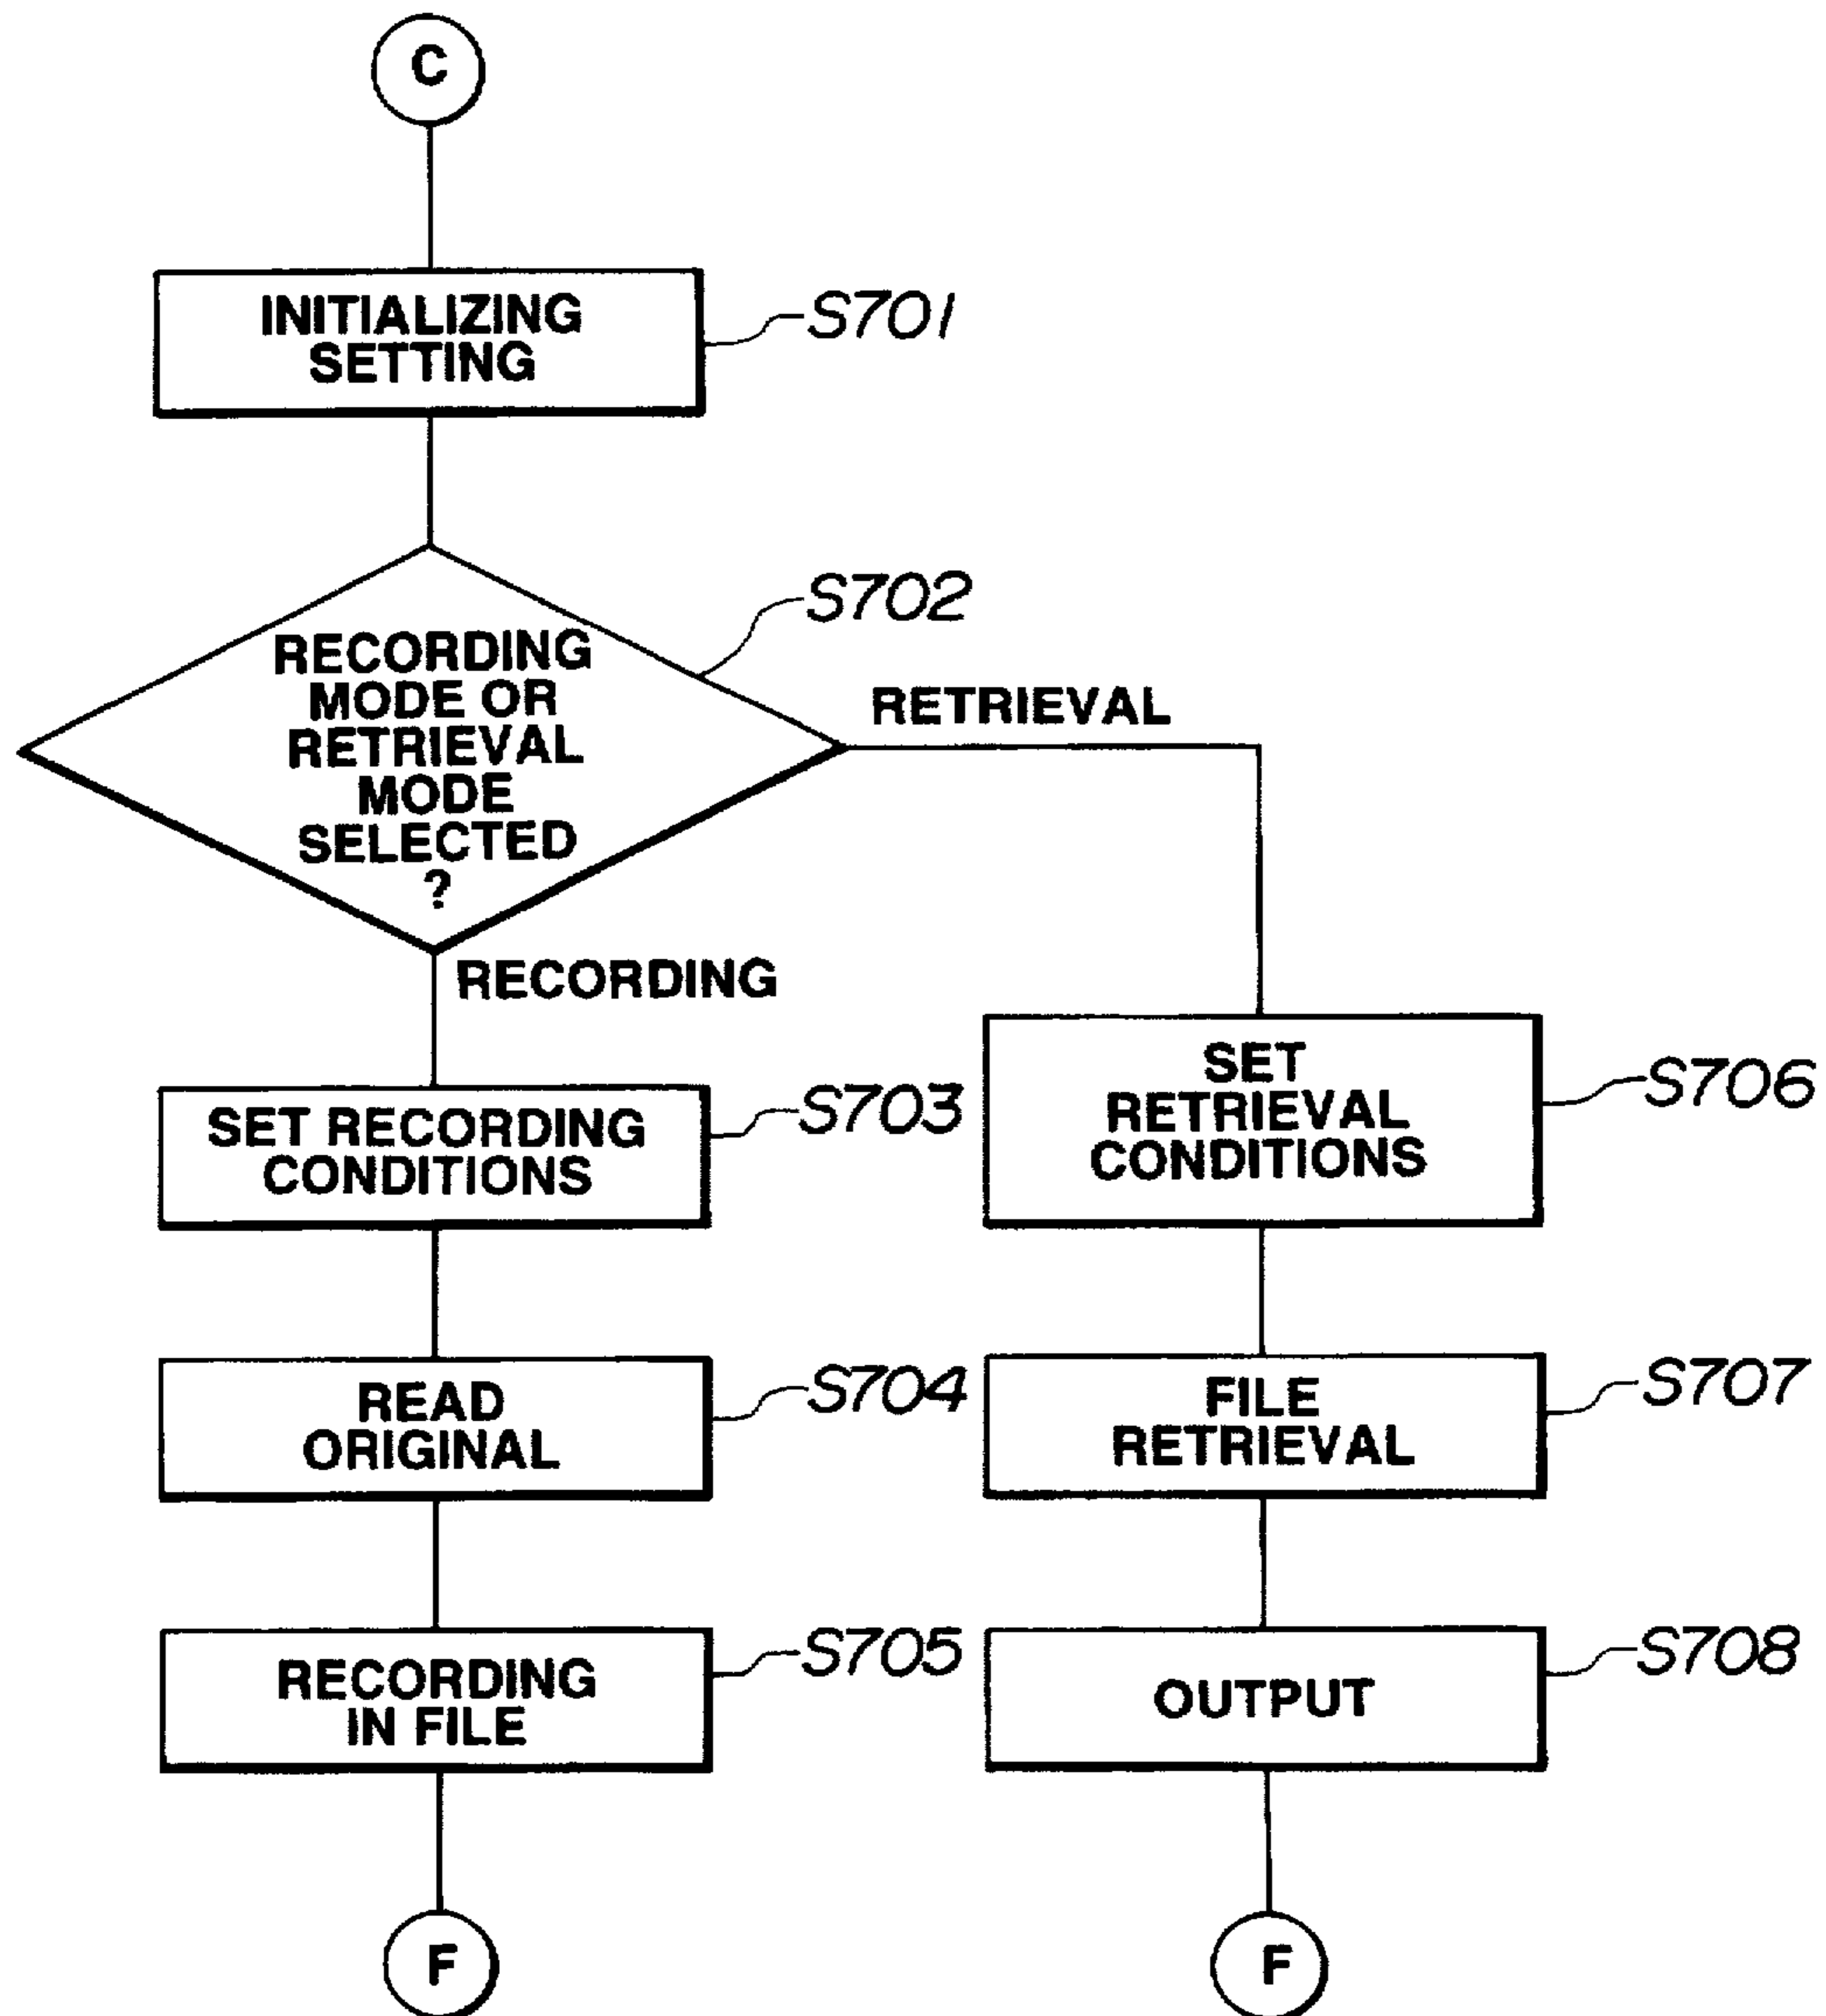 C
INITIALIZING
SETTING
S701
RECORDING
MODE OR
RETRIEVAL
MODE
SELECTED
?
S702
RETRIEVAL
RECORDING
SET RECORDING
CONDITIONS
S703
READ
ORIGINAL
S704
RECORDING
IN FILE
S705
F
SET
RETRIEVAL
CONDITIONS
S706
FILE
RETRIEVAL
S707
OUTPUT
S708
F